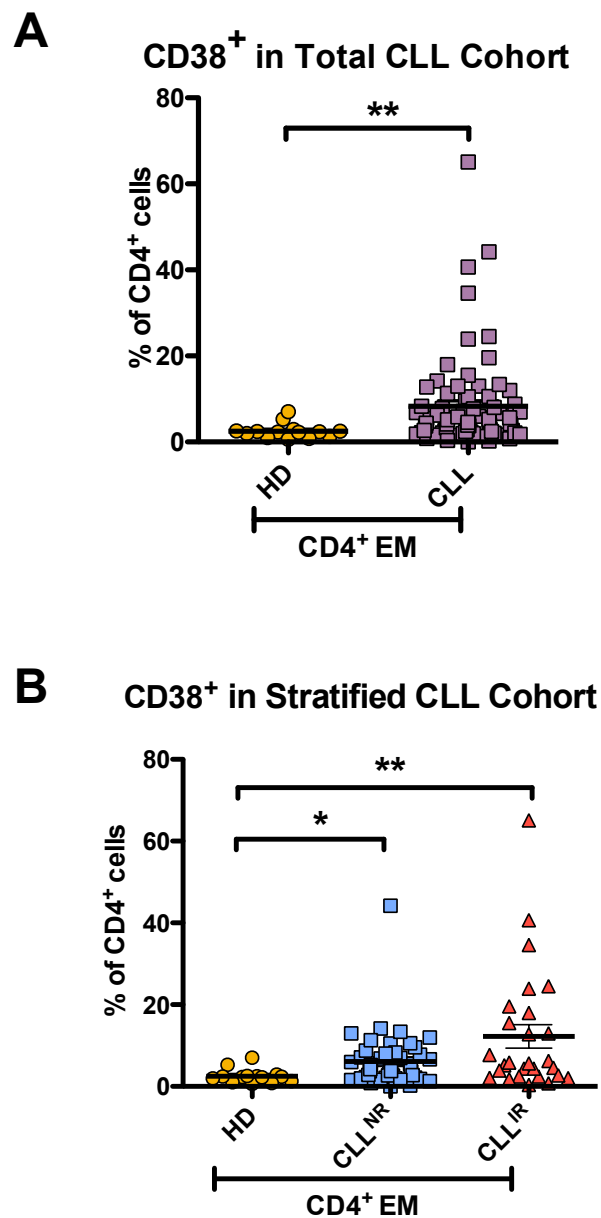 A
CD38+ in Total CLL Cohort
% of CD4+ cells
80
60
40
20
0
**
HD
CLL
CD4+ EM
B
CD38+ in Stratified CLL Cohort
% of CD4+ cells
80
60
40
20
0
**
*
HD
CLL NR
CLL IR
CD4+ EM